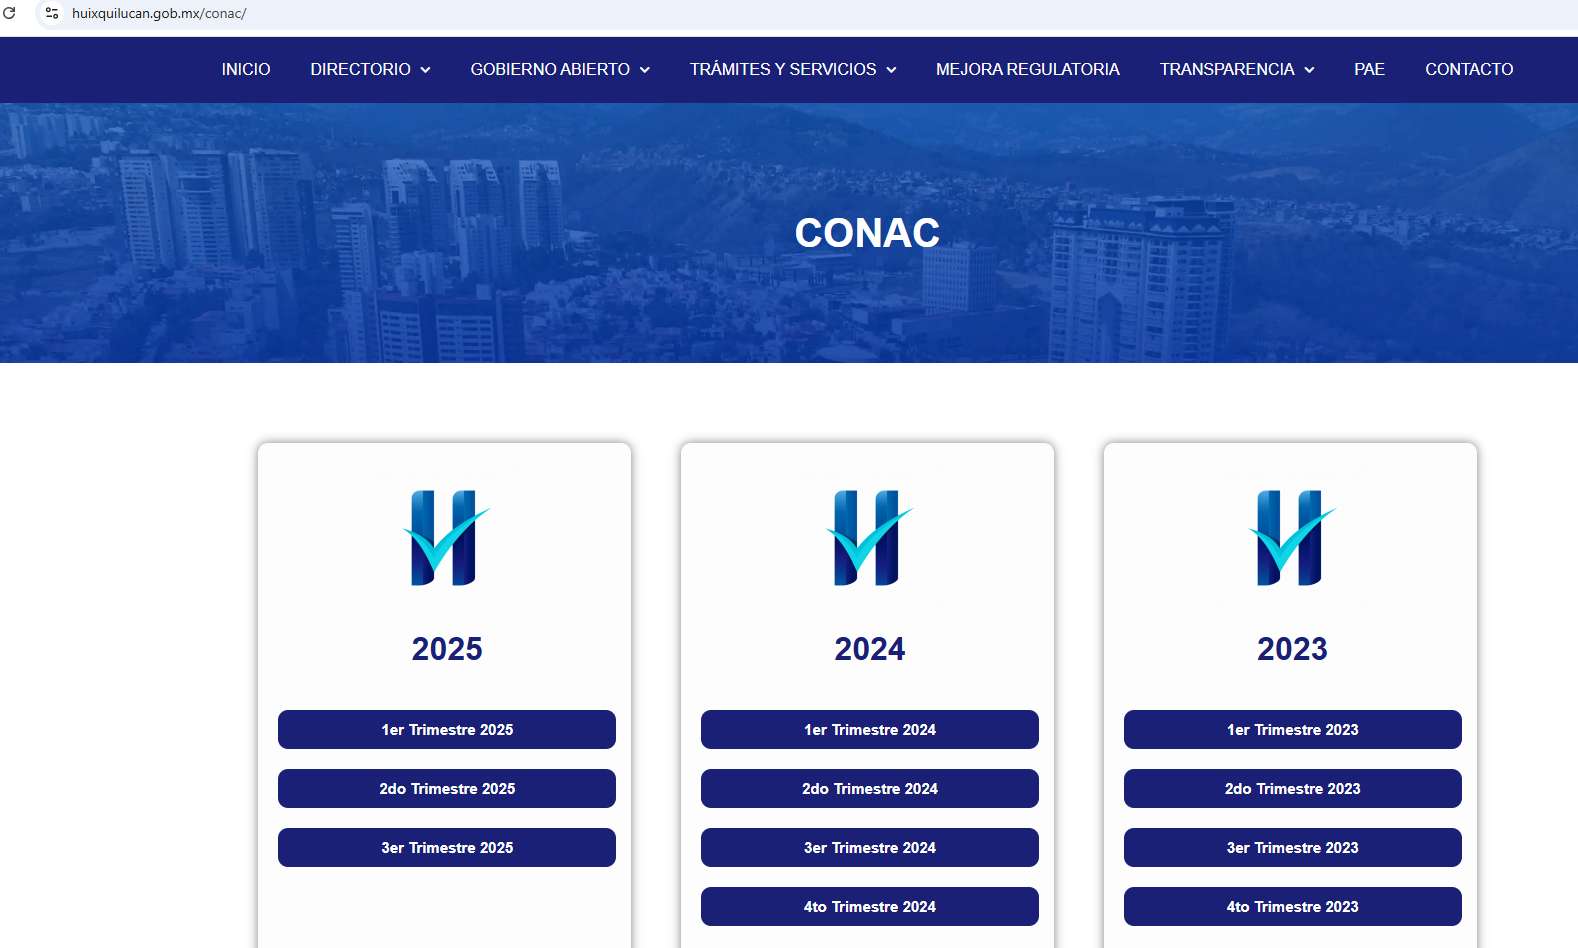 huixquilucan.gob.mx/conac/
INICIO DIRECTORIO GOBIERNO ABIERTO TRÁMITES Y SERVICIOS MEJORA REGULATORIA TRANSPARENCIA PAE CONTACTO
CONAC
2025
1er Trimestre 2025
2do Trimestre 2025
3er Trimestre 2025
2024
1er Trimestre 2024
2do Trimestre 2024
3er Trimestre 2024
4to Trimestre 2024
2023
1er Trimestre 2023
2do Trimestre 2023
3er Trimestre 2023
4to Trimestre 2023